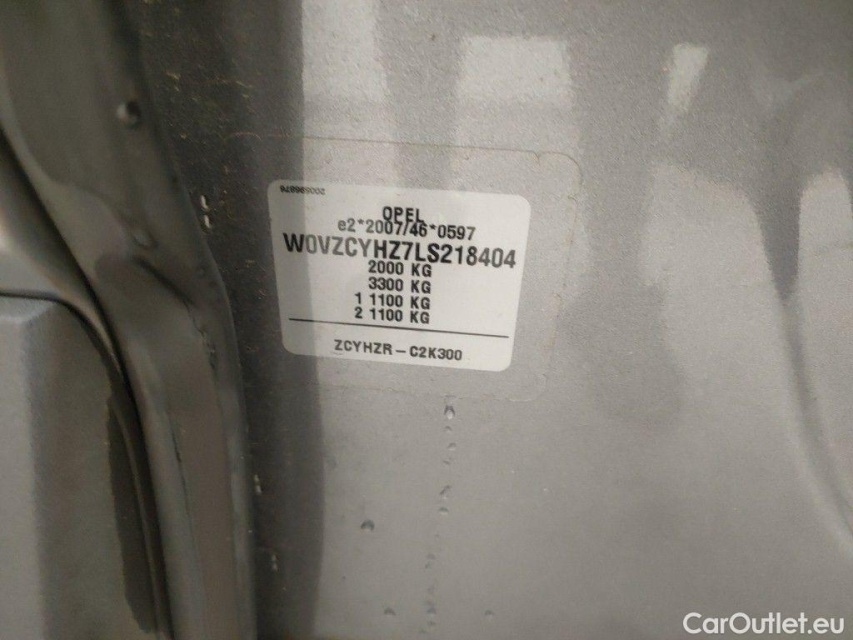 OPEL
e2*2007/46*0597
W0VZCYHZ7LS218404
2000 KG
3300 KG
1 1100 KG
2 1100 KG
ZCYHZR-C2K300
CarOutlet.eu